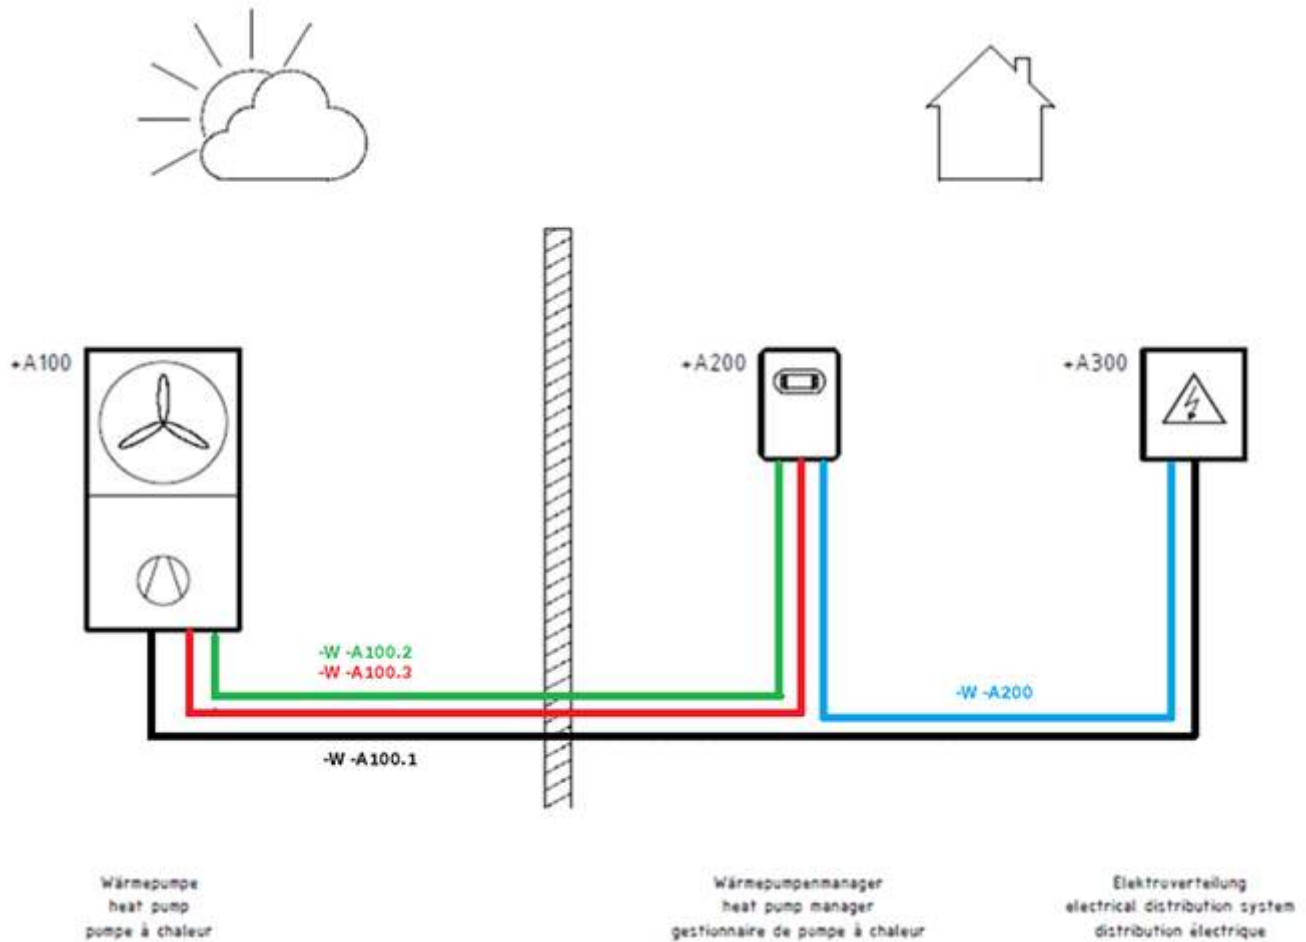 +A100
+A200
+A300
-W -A100.2
-W -A100.3
-W -A200
-W -A100.1
Wärmepumpe
heat pump
pompe à chaleur
Wärmepumpenmanager
heat pump manager
gestionnaire de pompe à chaleur
Elektroverteilung
electrical distribution system
distribution électrique